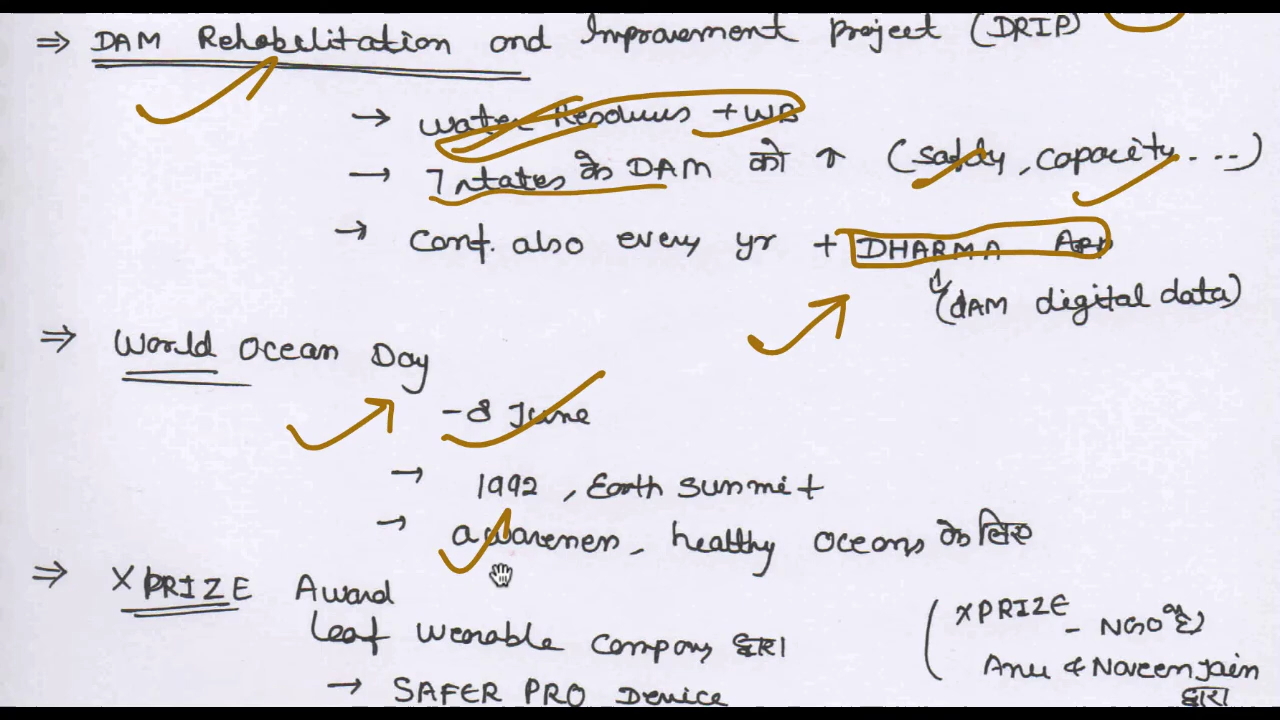 ⇒ DAM Rehabilitation and Improvement project (DRIP)
→ Water Resources + WB
→ 7 states के DAM को ↑ (safety, capacity ...)
→ Conf. also every yr + DHARMA App
(DAM digital data)
⇒ World Ocean Day
- 8 June
→ 1992, Earth summit
→ awareness, healthy oceans के लिए
⇒ XPRIZE Award
Leaf Wearable Company द्वारा
→ SAFER PRO Device
(XPRIZE - NGO है
Anu & Naveen Jain
द्वारा